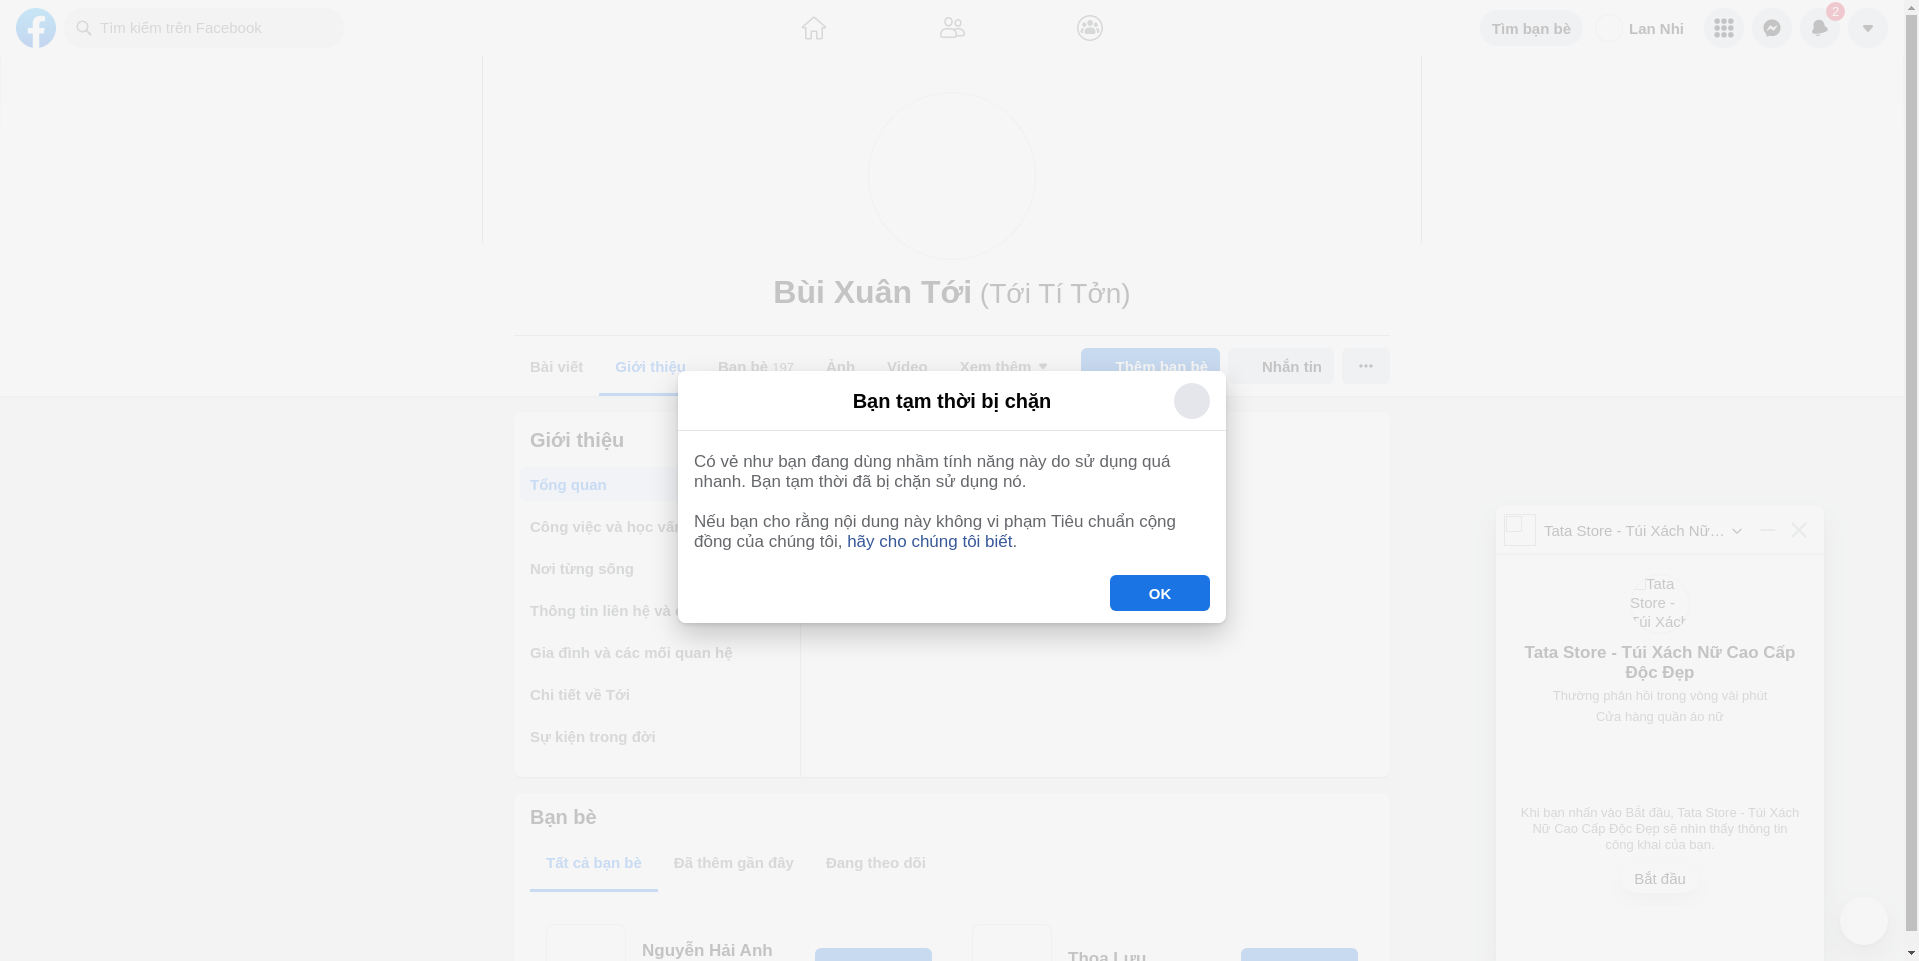 Tìm kiếm trên Facebook
Tìm bạn bè
Lan Nhi
2
Bùi Xuân Tới (Tới Tí Tởn)
Bài viết Giới thiệu Bạn bè 197 Ảnh Video Xem thêm
Thêm bạn bè
Nhắn tin
Bạn tạm thời bị chặn
Có vẻ như bạn đang dùng nhầm tính năng này do sử dụng quá
nhanh. Bạn tạm thời đã bị chặn sử dụng nó.
Nếu bạn cho rằng nội dung này không vi phạm Tiêu chuẩn cộng
đồng của chúng tôi, hãy cho chúng tôi biết.
OK
Giới thiệu
Tổng quan
Công việc và học vấn
Nơi từng sống
Thông tin liên hệ và
Gia đình và các mối quan hệ
Chi tiết về Tới
Sự kiện trong đời
Bạn bè
Tất cả bạn bè Đã thêm gần đây Đang theo dõi
Nguyễn Hải Anh
Thoa Lưu
Tata Store - Túi Xách Nữ…
Tata
Store -
Túi Xách
Tata Store - Túi Xách Nữ Cao Cấp
Độc Đẹp
Thường phản hồi trong vòng vài phút
Cửa hàng quần áo nữ
Khi bạn nhấn vào Bắt đầu, Tata Store - Túi Xách
Nữ Cao Cấp Độc Đẹp sẽ nhìn thấy thông tin
công khai của bạn.
Bắt đầu